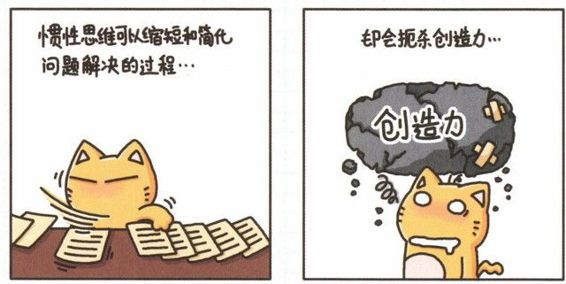 惯性思维可以缩短和简化
问题解决的过程…
却会扼杀创造力…
创造力